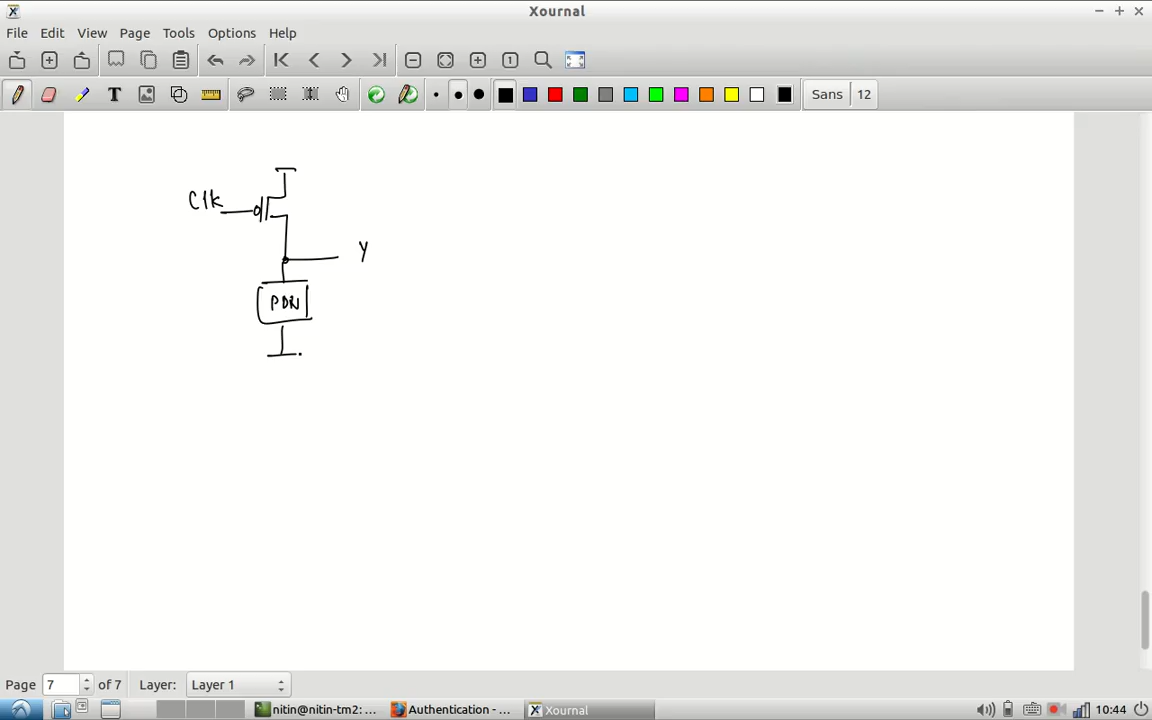 Xournal
File Edit View Page Tools Options Help
Sans 12
Clk
Y
PDN
Page 7 of 7 Layer: Layer 1
nitin@nitin-tm2: ... Authentication - ... Xournal 10:44